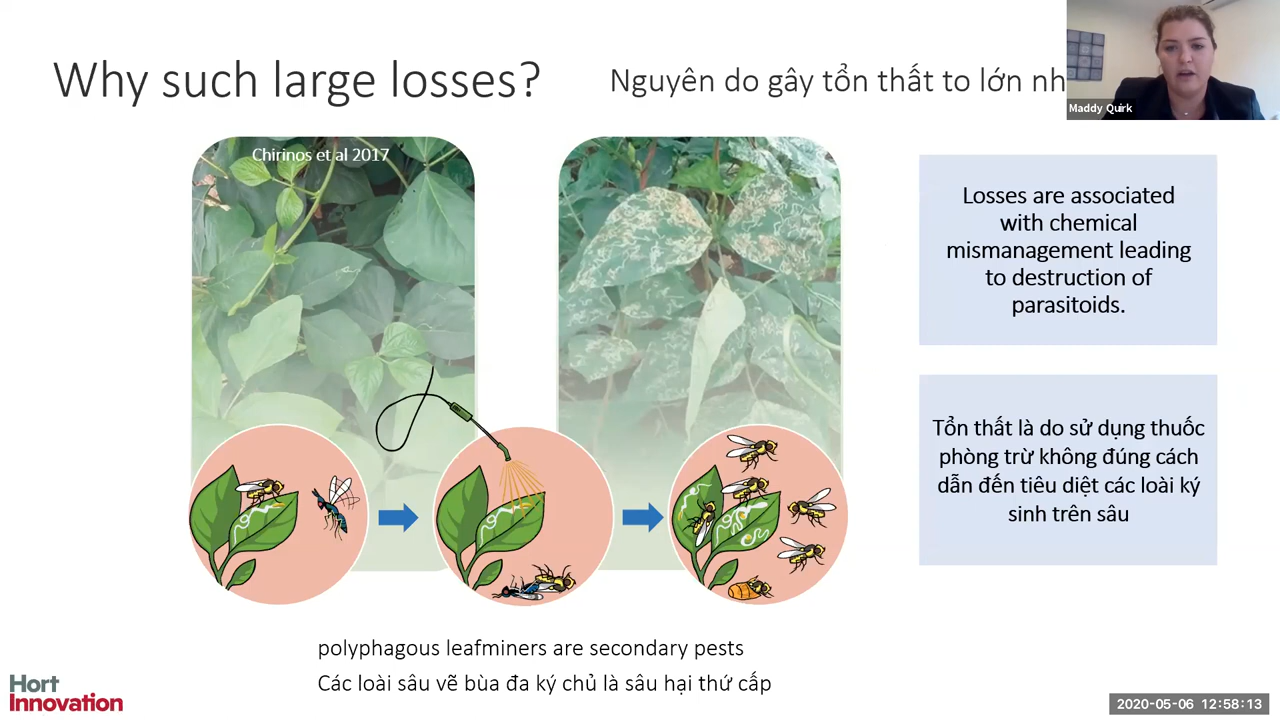 Why such large losses?
Nguyên do gây tổn thất to lớn nh
Maddy Quirk
Chirinos et al 2017
Losses are associated
with chemical
mismanagement leading
to destruction of
parasitoids.
Tổn thất là do sử dụng thuốc
phòng trừ không đúng cách
dẫn đến tiêu diệt các loài ký
sinh trên sâu
polyphagous leafminers are secondary pests
Các loài sâu vẽ bùa đa ký chủ là sâu hại thứ cấp
Hort
Innovation
2020-05-06 12:58:13